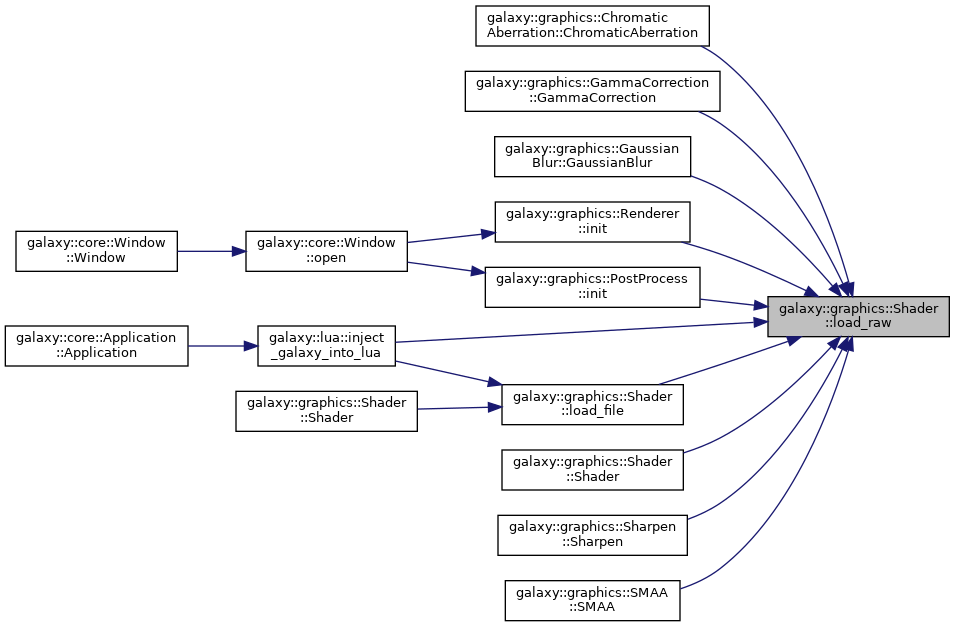 galaxy::graphics::Chromatic
Aberration::ChromaticAberration
galaxy::graphics::GammaCorrection
::GammaCorrection
galaxy::graphics::Gaussian
Blur::GaussianBlur
galaxy::graphics::Renderer
::init
galaxy::core::Window
::Window
galaxy::core::Window
::open
galaxy::graphics::PostProcess
::init
galaxy::graphics::Shader
::load_raw
galaxy::core::Application
::Application
galaxy::lua::inject
_galaxy_into_lua
galaxy::graphics::Shader
::Shader
galaxy::graphics::Shader
::load_file
galaxy::graphics::Shader
::Shader
galaxy::graphics::Sharpen
::Sharpen
galaxy::graphics::SMAA
::SMAA